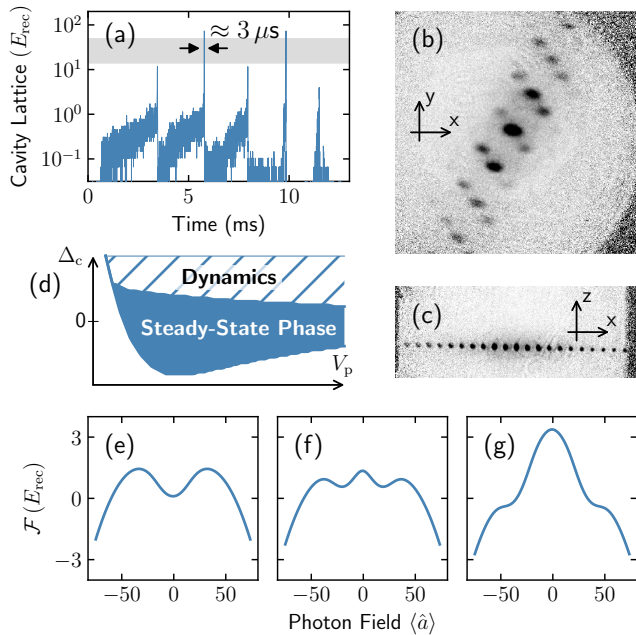 (a)
≈ 3 μs
Cavity Lattice (E_rec)
10^2
10^1
10^0
10^-1
0
5
10
Time (ms)
(b)
y
x
(c)
z
x
(d)
Δ_c
0
Dynamics
Steady-State Phase
V_p
(e)
(f)
(g)
ℱ (E_rec)
3
0
−3
−50
0
50
−50
0
50
−50
0
50
Photon Field ⟨â⟩